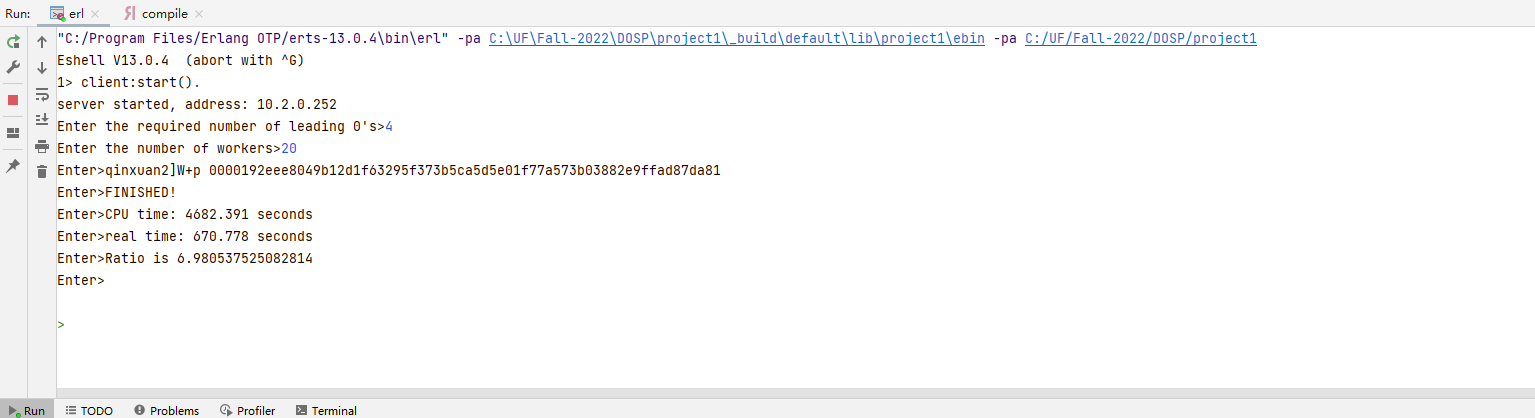 Run: erl compile
"C:/Program Files/Erlang OTP/erts-13.0.4\bin\erl" -pa C:\UF\Fall-2022\DOSP\project1\_build\default\lib\project1\ebin -pa C:/UF/Fall-2022/DOSP/project1
Eshell V13.0.4  (abort with ^G)
1> client:start().
server started, address: 10.2.0.252
Enter the required number of leading 0's>4
Enter the number of workers>20
Enter>qinxuan2]W+p 0000192eee8049b12d1f63295f373b5ca5d5e01f77a573b03882e9ffad87da81
Enter>FINISHED!
Enter>CPU time: 4682.391 seconds
Enter>real time: 670.778 seconds
Enter>Ratio is 6.980537525082814
Enter>
>
Run TODO Problems Profiler Terminal